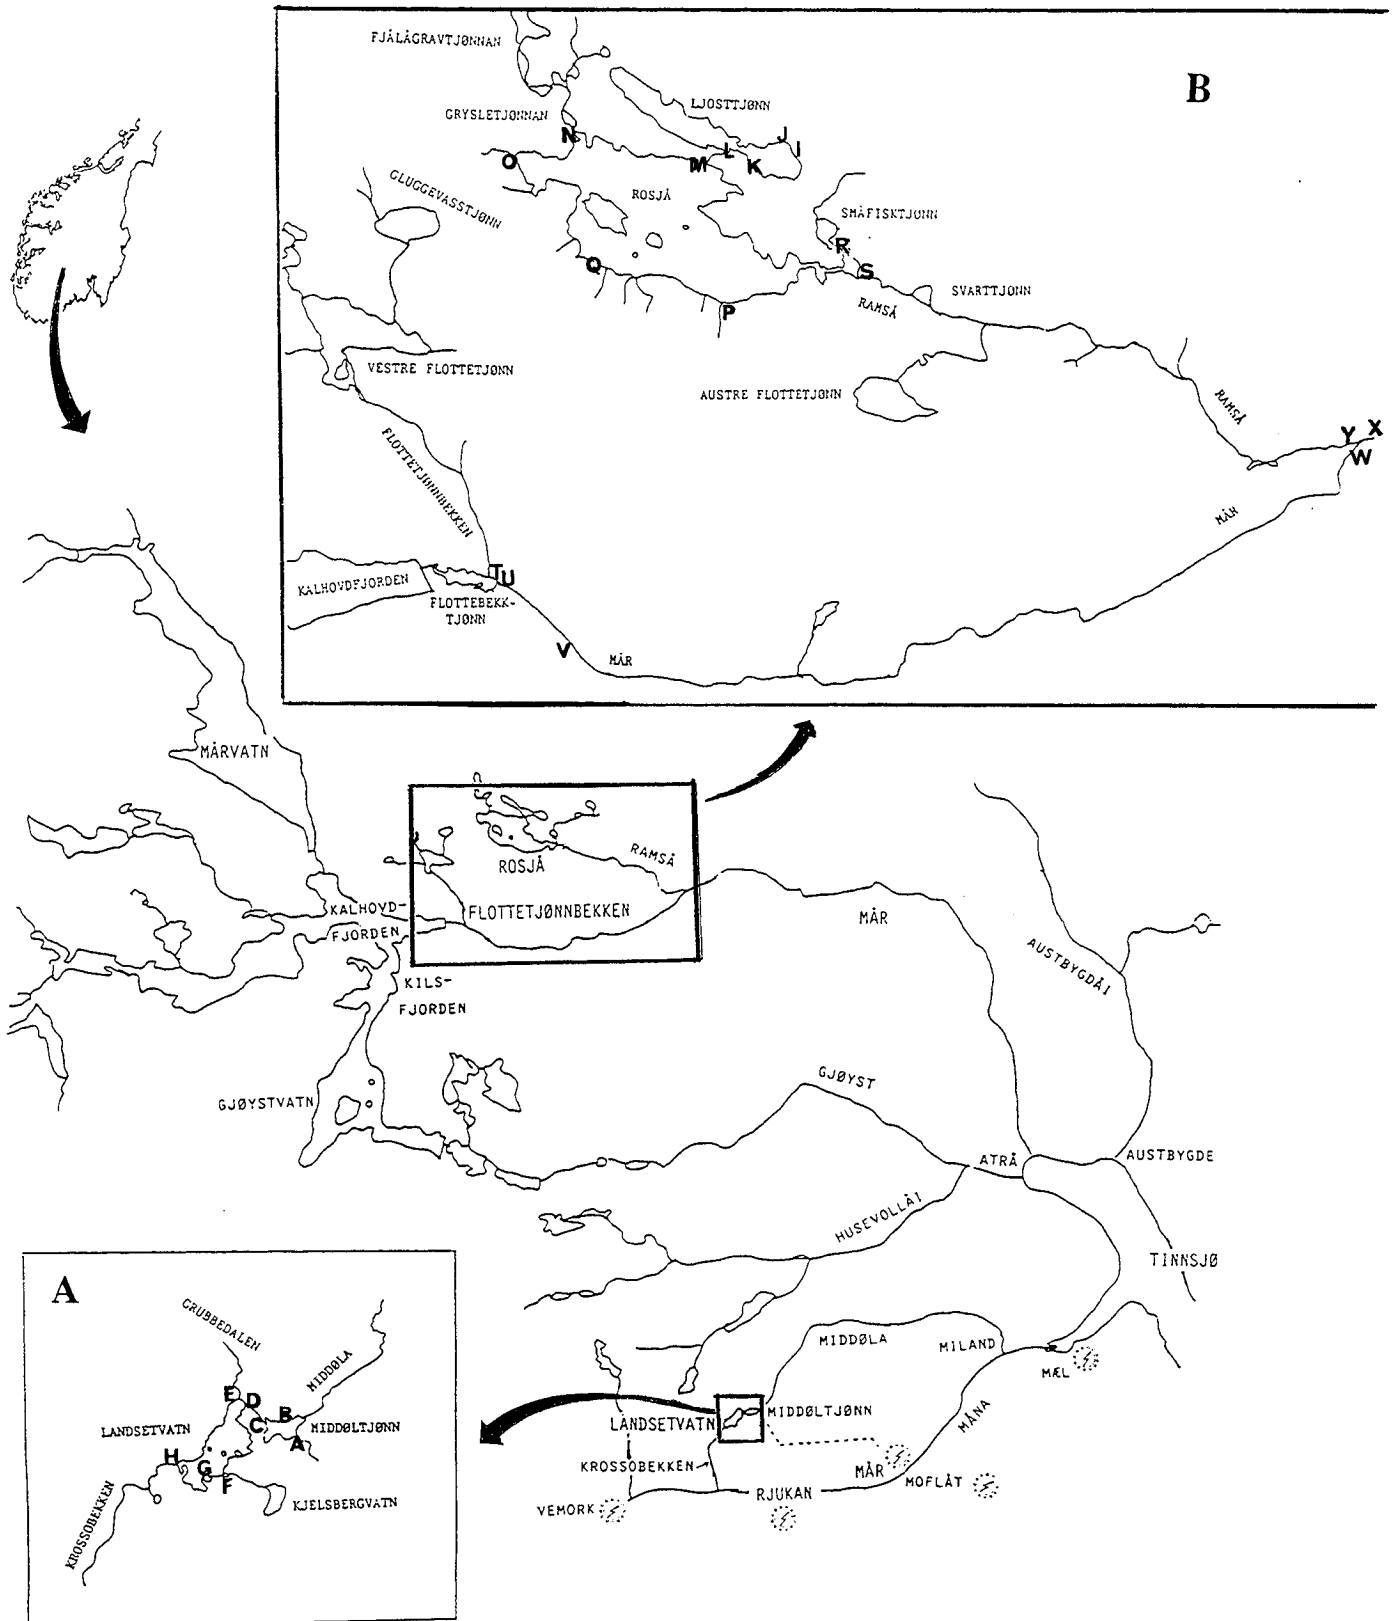 B
FJÅLÅGRAVTJØNNAN
LJOSTTJØNN
GRYSLETJØNNAN
N
J
I
L
M
K
O
GLUGGEVASSTJØNN
ROSJÅ
SMÅFISKTJØNN
R
Q
S
SVARTTJØNN
RAMSÅ
P
VESTRE FLOTTETJØNN
AUSTRE FLOTTETJØNN
RAMSÅ
Y
X
W
FLOTTETJØNNBEKKEN
MÅR
T
U
KALHOVDFJORDEN
FLOTTEBEKK-
TJØNN
V
MÅR
MÅRVATN
ROSJÅ
RAMSÅ
KALHOVD-
FJORDEN
FLOTTETJØNNBEKKEN
MÅR
AUSTBYGDÅI
KILS-
FJORDEN
GJØYSTVATN
GJØYST
ATRÅ
AUSTBYGDE
HUSEVOLLÅI
TINNSJØ
MIDDØLA
MILAND
MÆL
MÅNA
LANDSETVATN
MIDDØLTJØNN
KROSSOBEKKEN
MÅR
MOFLÅT
RJUKAN
VEMORK
A
GRUBBEDALEN
MIDDØLA
E
D
B
C
LANDSETVATN
MIDDØLTJØNN
A
H
G
F
KJELSBERGVATN
KROSSOBEKKEN